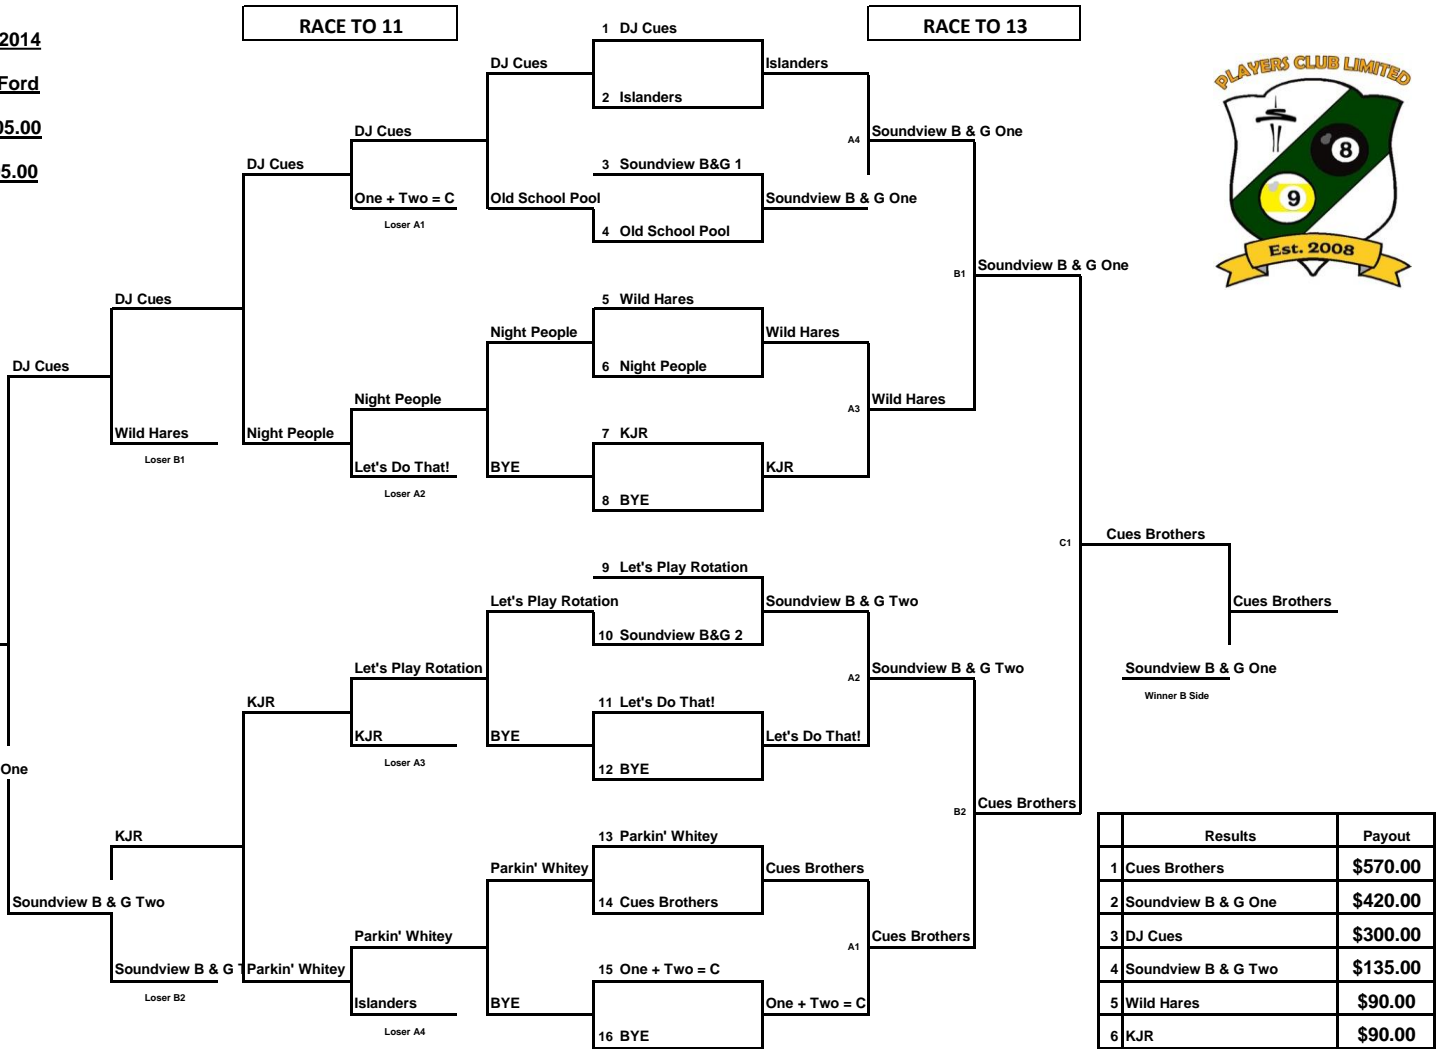 RACE TO 11
RACE TO 13
2014
Ford
05.00
5.00
PLAYERS CLUB LIMITED
8
9
Est. 2008
1 DJ Cues
DJ Cues
Islanders
2 Islanders
DJ Cues
A4
Soundview B & G One
DJ Cues
3 Soundview B&G 1
One + Two = C
Old School Pool
Soundview B & G One
Loser A1
4 Old School Pool
B1
Soundview B & G One
DJ Cues
5 Wild Hares
Night People
Wild Hares
DJ Cues
6 Night People
Night People
A3
Wild Hares
Wild Hares
Night People
7 KJR
Loser B1
Let's Do That!
BYE
KJR
Loser A2
8 BYE
C1
Cues Brothers
9 Let's Play Rotation
Let's Play Rotation
Soundview B & G Two
Cues Brothers
10 Soundview B&G 2
Let's Play Rotation
A2
Soundview B & G Two
Soundview B & G One
Winner B Side
KJR
11 Let's Do That!
KJR
BYE
Let's Do That!
Loser A3
12 BYE
One
B2
Cues Brothers
KJR
13 Parkin' Whitey
Parkin' Whitey
Cues Brothers
Soundview B & G Two
14 Cues Brothers
Parkin' Whitey
A1
Cues Brothers
Soundview B & G T
Parkin' Whitey
15 One + Two = C
Loser B2
Islanders
BYE
One + Two = C
Loser A4
16 BYE
Results Payout
1 Cues Brothers $570.00
2 Soundview B & G One $420.00
3 DJ Cues $300.00
4 Soundview B & G Two $135.00
5 Wild Hares $90.00
6 KJR $90.00